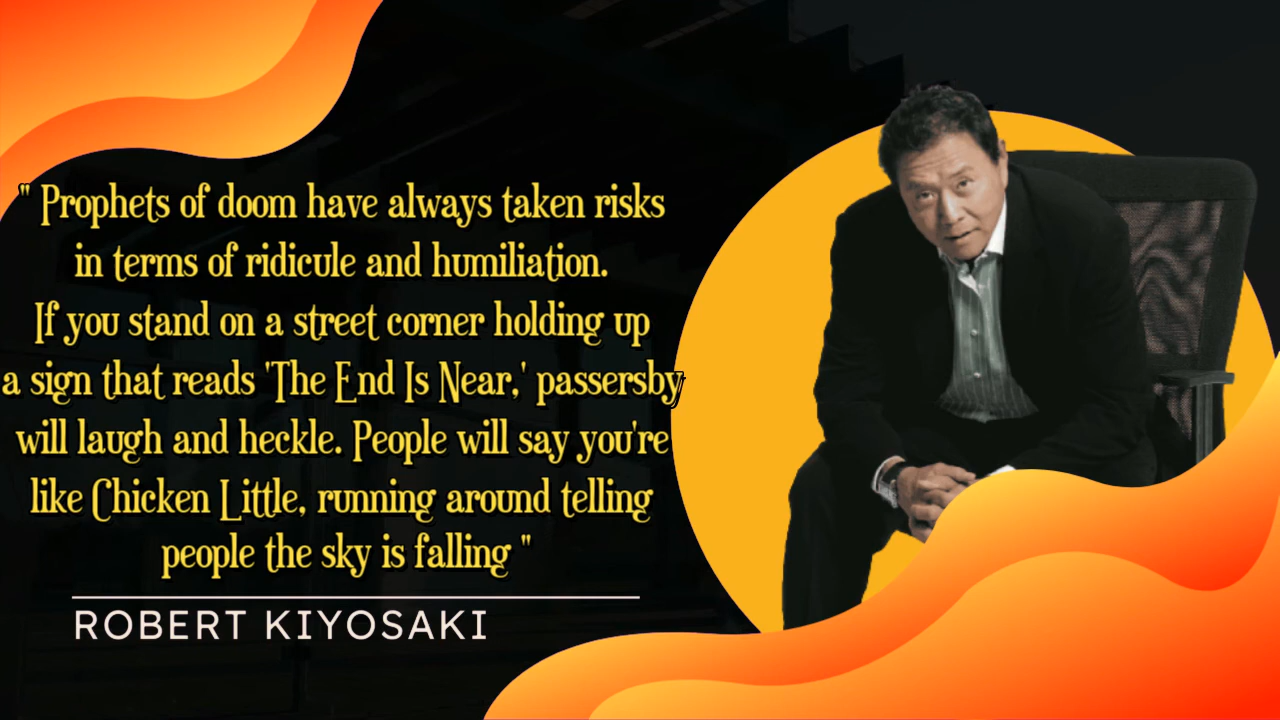 " Prophets of doom have always taken risks
in terms of ridicule and humiliation.
If you stand on a street corner holding up
a sign that reads 'The End Is Near,' passersby
will laugh and heckle. People will say you're
like Chicken Little, running around telling
people the sky is falling "
ROBERT KIYOSAKI